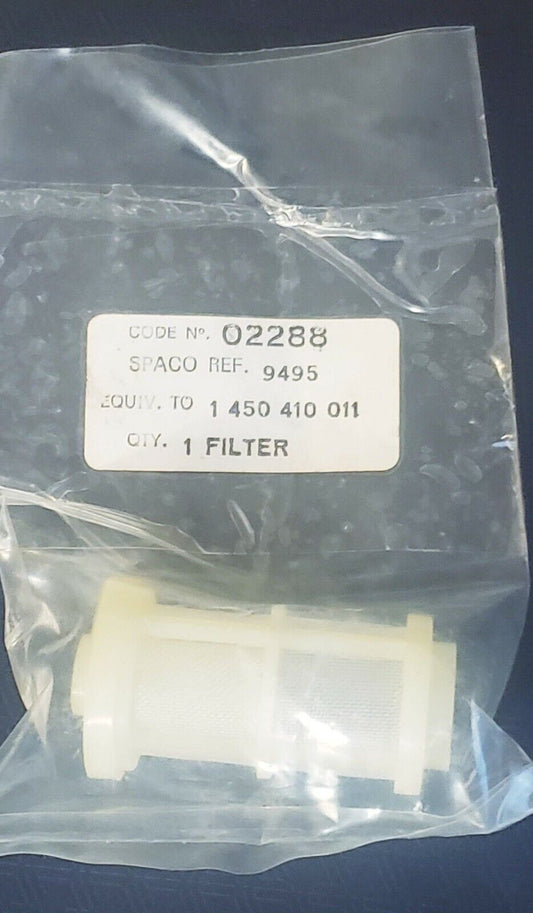 CODE Nº. 02288
SPACO REF. 9495
EQUIV. TO 1 450 410 011
QTY. 1 FILTER